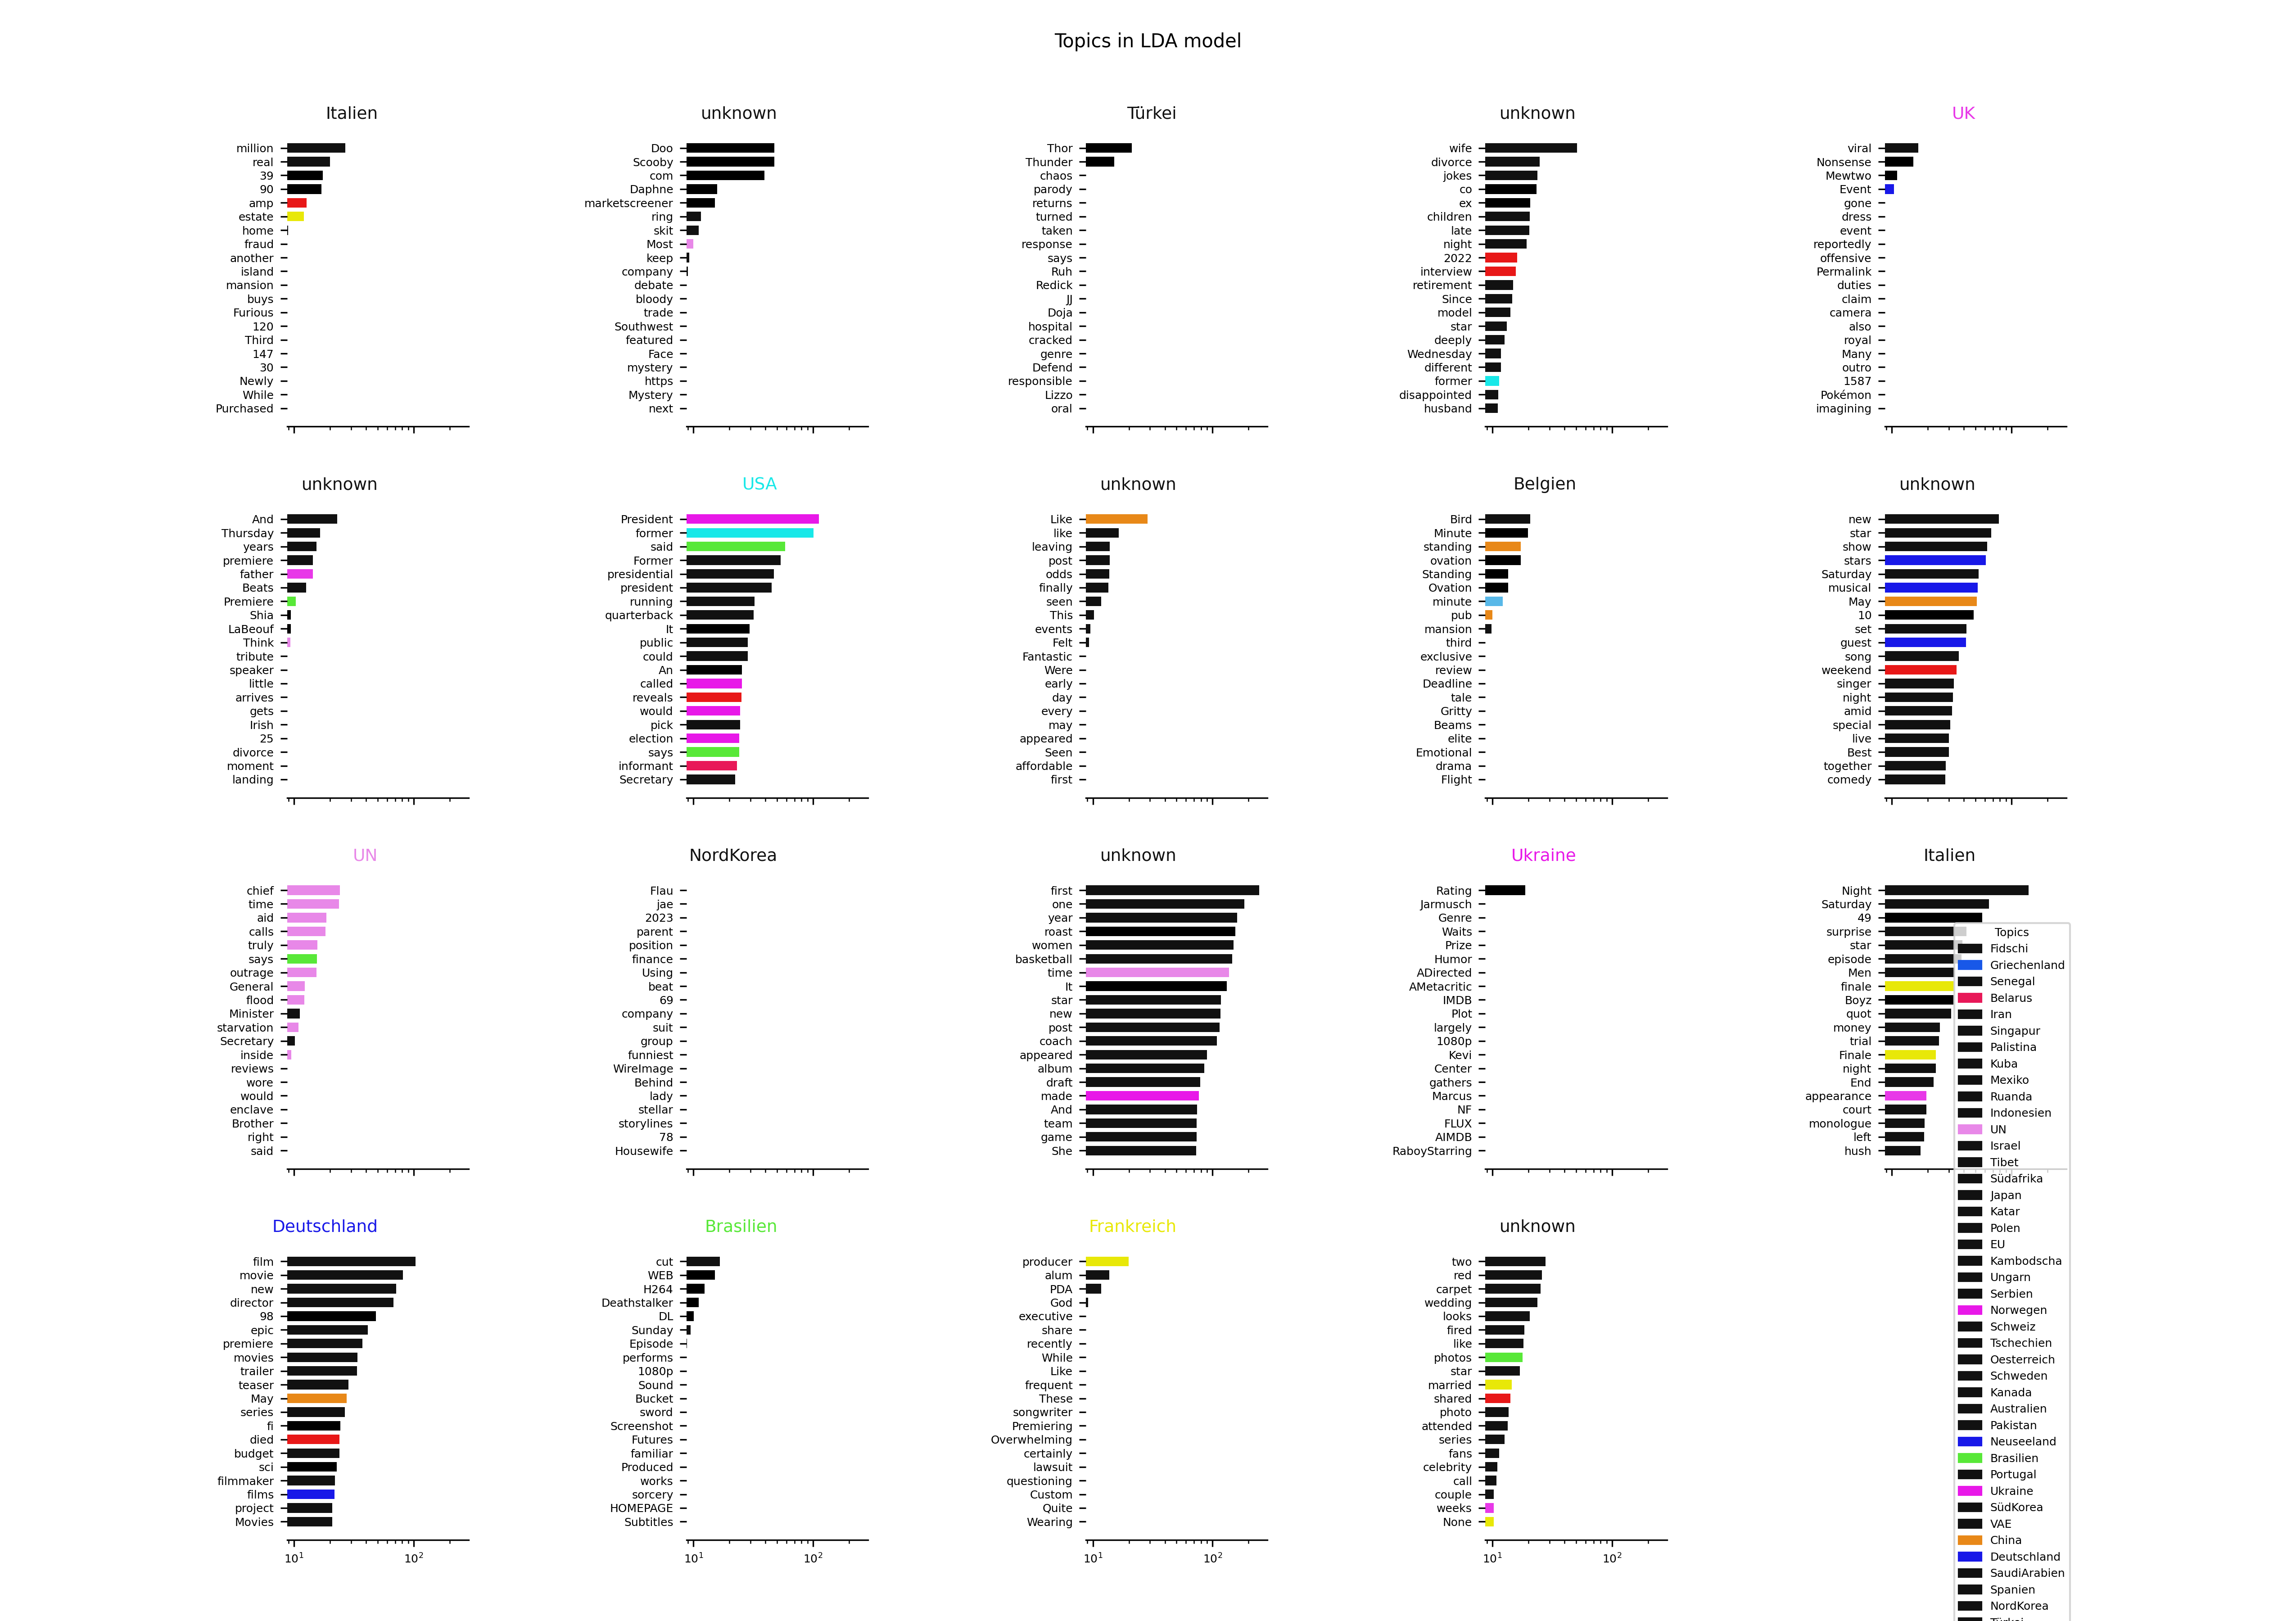 Topics in LDA model
Italien
million
real
39
90
amp
estate
home
fraud
another
island
mansion
buys
Furious
120
Third
147
30
Newly
While
Purchased
unknown
Doo
Scooby
com
Daphne
marketscreener
ring
skit
Most
keep
company
debate
bloody
trade
Southwest
featured
Face
mystery
https
Mystery
next
Türkei
Thor
Thunder
chaos
parody
returns
turned
taken
response
says
Ruh
Redick
JJ
Doja
hospital
cracked
genre
Defend
responsible
Lizzo
oral
unknown
wife
divorce
jokes
co
ex
children
late
night
2022
interview
retirement
Since
model
star
deeply
Wednesday
different
former
disappointed
husband
UK
viral
Nonsense
Mewtwo
Event
gone
dress
event
reportedly
offensive
Permalink
duties
claim
camera
also
royal
Many
outro
1587
Pokémon
imagining
unknown
And
Thursday
years
premiere
father
Beats
Premiere
Shia
LaBeouf
Think
tribute
speaker
little
arrives
gets
Irish
25
divorce
moment
landing
USA
President
former
said
Former
presidential
president
running
quarterback
It
public
could
An
called
reveals
would
pick
election
says
informant
Secretary
unknown
Like
like
leaving
post
odds
finally
seen
This
events
Felt
Fantastic
Were
early
day
every
may
appeared
Seen
affordable
first
Belgien
Bird
Minute
standing
ovation
Standing
Ovation
minute
pub
mansion
third
exclusive
review
Deadline
tale
Gritty
Beams
elite
Emotional
drama
Flight
unknown
new
star
show
stars
Saturday
musical
May
10
set
guest
song
weekend
singer
night
amid
special
live
Best
together
comedy
UN
chief
time
aid
calls
truly
says
outrage
General
flood
Minister
starvation
Secretary
inside
reviews
wore
would
enclave
Brother
right
said
NordKorea
Flau
jae
2023
parent
position
finance
Using
beat
69
company
suit
group
funniest
WireImage
Behind
lady
stellar
storylines
78
Housewife
unknown
first
one
year
roast
women
basketball
time
It
star
new
post
coach
appeared
album
draft
made
And
team
game
She
Ukraine
Rating
Jarmusch
Genre
Waits
Prize
Humor
ADirected
AMetacritic
IMDB
Plot
largely
1080p
Kevi
Center
gathers
Marcus
NF
FLUX
AIMDB
RaboyStarring
Italien
Night
Saturday
49
surprise
star
episode
Men
finale
Boyz
quot
money
trial
Finale
night
End
appearance
court
monologue
left
hush
Deutschland
film
movie
new
director
98
epic
premiere
movies
trailer
teaser
May
series
fi
died
budget
sci
filmmaker
films
project
Movies
10¹ 10²
Brasilien
cut
WEB
H264
Deathstalker
DL
Sunday
Episode
performs
1080p
Sound
Bucket
sword
Screenshot
Futures
familiar
Produced
works
sorcery
HOMEPAGE
Subtitles
10¹ 10²
Frankreich
producer
alum
PDA
God
executive
share
recently
While
Like
frequent
These
songwriter
Premiering
Overwhelming
certainly
lawsuit
questioning
Custom
Quite
Wearing
10¹ 10²
unknown
two
red
carpet
wedding
looks
fired
like
photos
star
married
shared
photo
attended
series
fans
celebrity
call
couple
weeks
None
10¹ 10²
Topics
Fidschi
Griechenland
Senegal
Belarus
Iran
Singapur
Palistina
Kuba
Mexiko
Ruanda
Indonesien
UN
Israel
Tibet
Südafrika
Japan
Katar
Polen
EU
Kambodscha
Ungarn
Serbien
Norwegen
Schweiz
Tschechien
Oesterreich
Schweden
Kanada
Australien
Pakistan
Neuseeland
Brasilien
Portugal
Ukraine
SüdKorea
VAE
China
Deutschland
SaudiArabien
Spanien
NordKorea